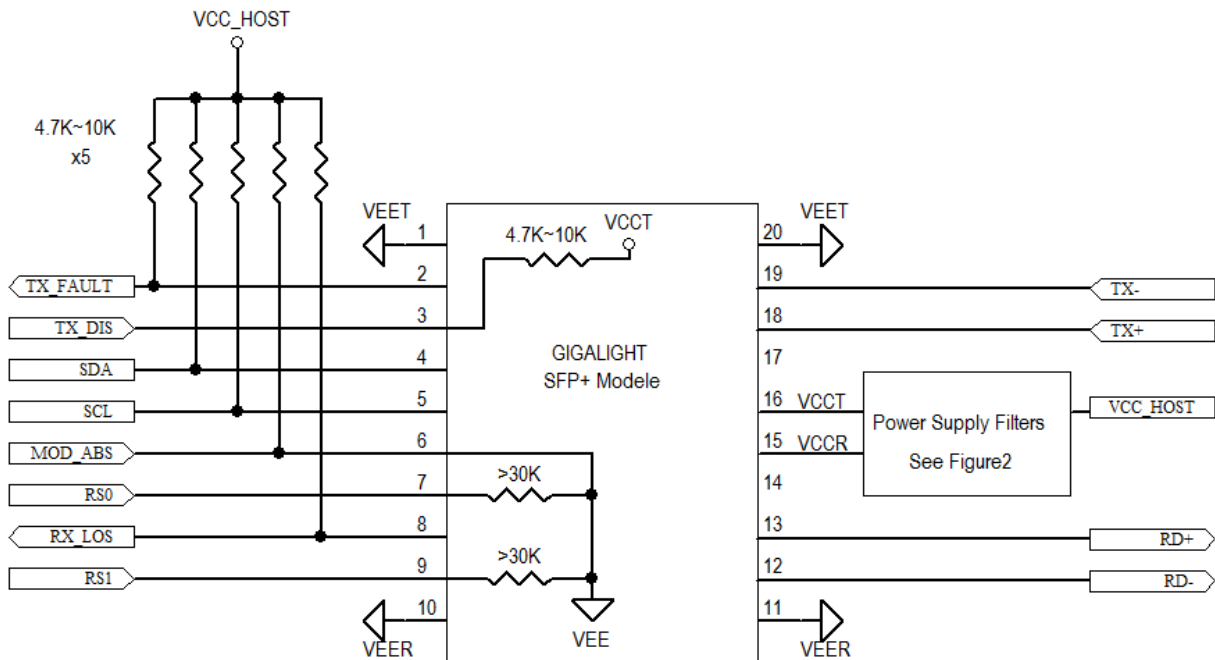 VCC_HOST
4.7K~10K
x5
VEET
1
4.7K~10K
VCCT
20
VEET
TX_FAULT
2
19
TX-
TX_DIS
3
18
TX+
SDA
4
GIGALIGHT
SFP+ Modele
17
SCL
5
16
VCCT
Power Supply Filters
See Figure2
VCC_HOST
MOD_ABS
6
15
VCCR
RS0
7
>30K
14
RX_LOS
8
13
RD+
RS1
9
>30K
12
RD-
10
VEER
VEE
11
VEER